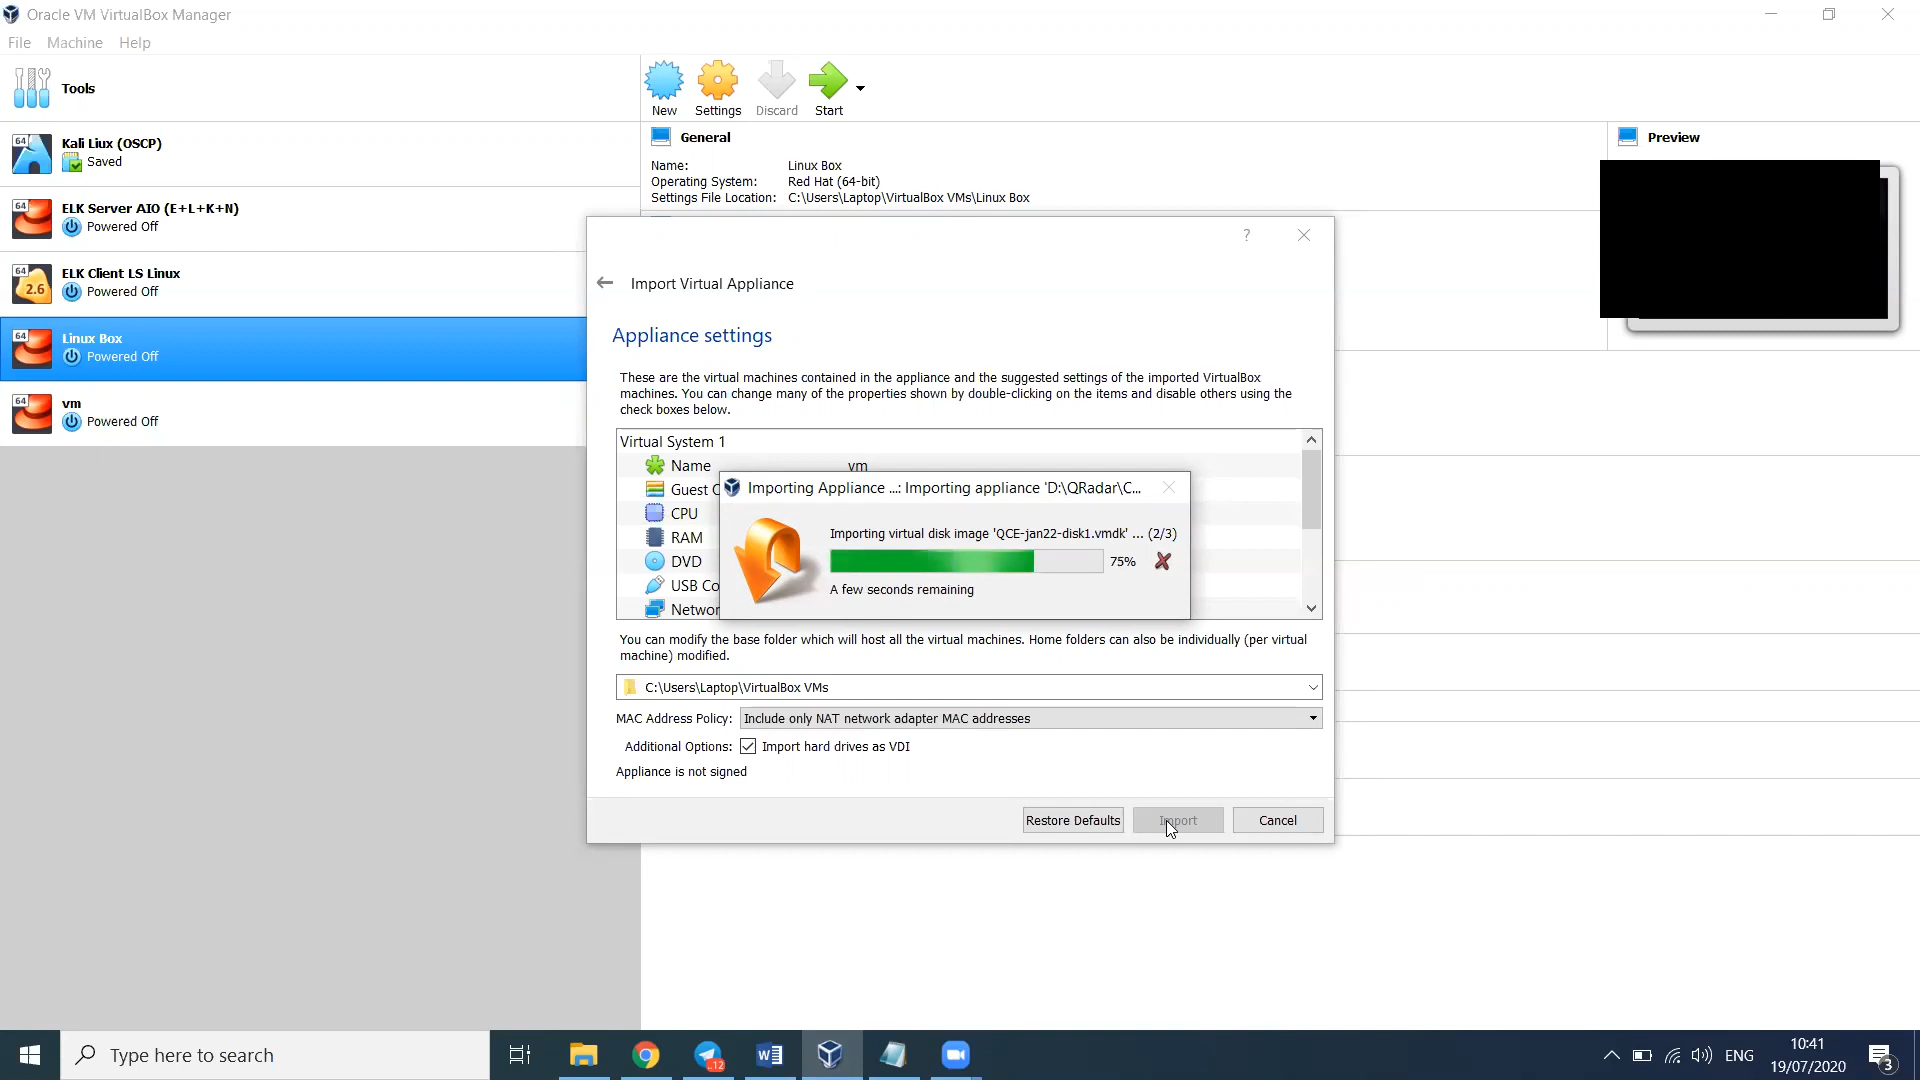 Oracle VM VirtualBox Manager
File Machine Help
Tools
64
Kali Liux (OSCP)
Saved
64
ELK Server AIO (E+L+K+N)
Powered Off
64
2.6
ELK Client LS Linux
Powered Off
64
Linux Box
Powered Off
64
vm
Powered Off
New Settings Discard Start
General
Name: Linux Box
Operating System: Red Hat (64-bit)
Settings File Location: C:\Users\Laptop\VirtualBox VMs\Linux Box
Preview
?
Import Virtual Appliance
Appliance settings
These are the virtual machines contained in the appliance and the suggested settings of the imported VirtualBox
machines. You can change many of the properties shown by double-clicking on the items and disable others using the
check boxes below.
Virtual System 1
Name vm
Guest O
CPU
RAM
DVD
USB Co
Networ
Importing Appliance ...: Importing appliance 'D:\QRadar\C...
Importing virtual disk image 'QCE-jan22-disk1.vmdk' ... (2/3)
75%
A few seconds remaining
You can modify the base folder which will host all the virtual machines. Home folders can also be individually (per virtual
machine) modified.
C:\Users\Laptop\VirtualBox VMs
MAC Address Policy: Include only NAT network adapter MAC addresses
Additional Options: Import hard drives as VDI
Appliance is not signed
Restore Defaults Import Cancel
Type here to search
12
ENG
10:41
19/07/2020
3